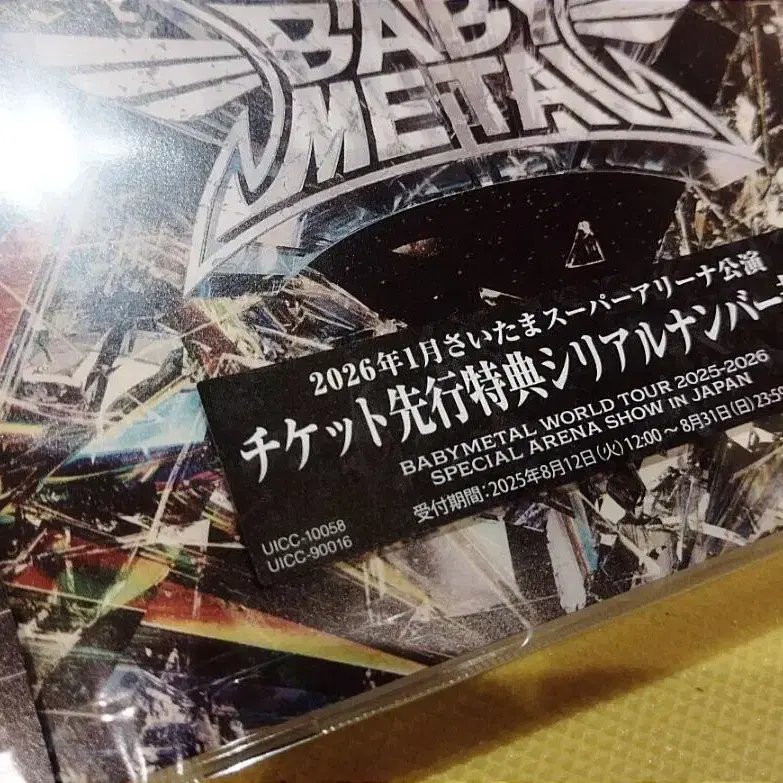 BABY
METAL
2026年1月さいたまスーパーアリーナ公演
チケット先行特典シリアルナンバー
BABYMETAL WORLD TOUR 2025-2026
SPECIAL ARENA SHOW IN JAPAN
受付期間:2025年8月12日(火)12:00～8月31日(日)23:59
UICC-10058
UICC-90016